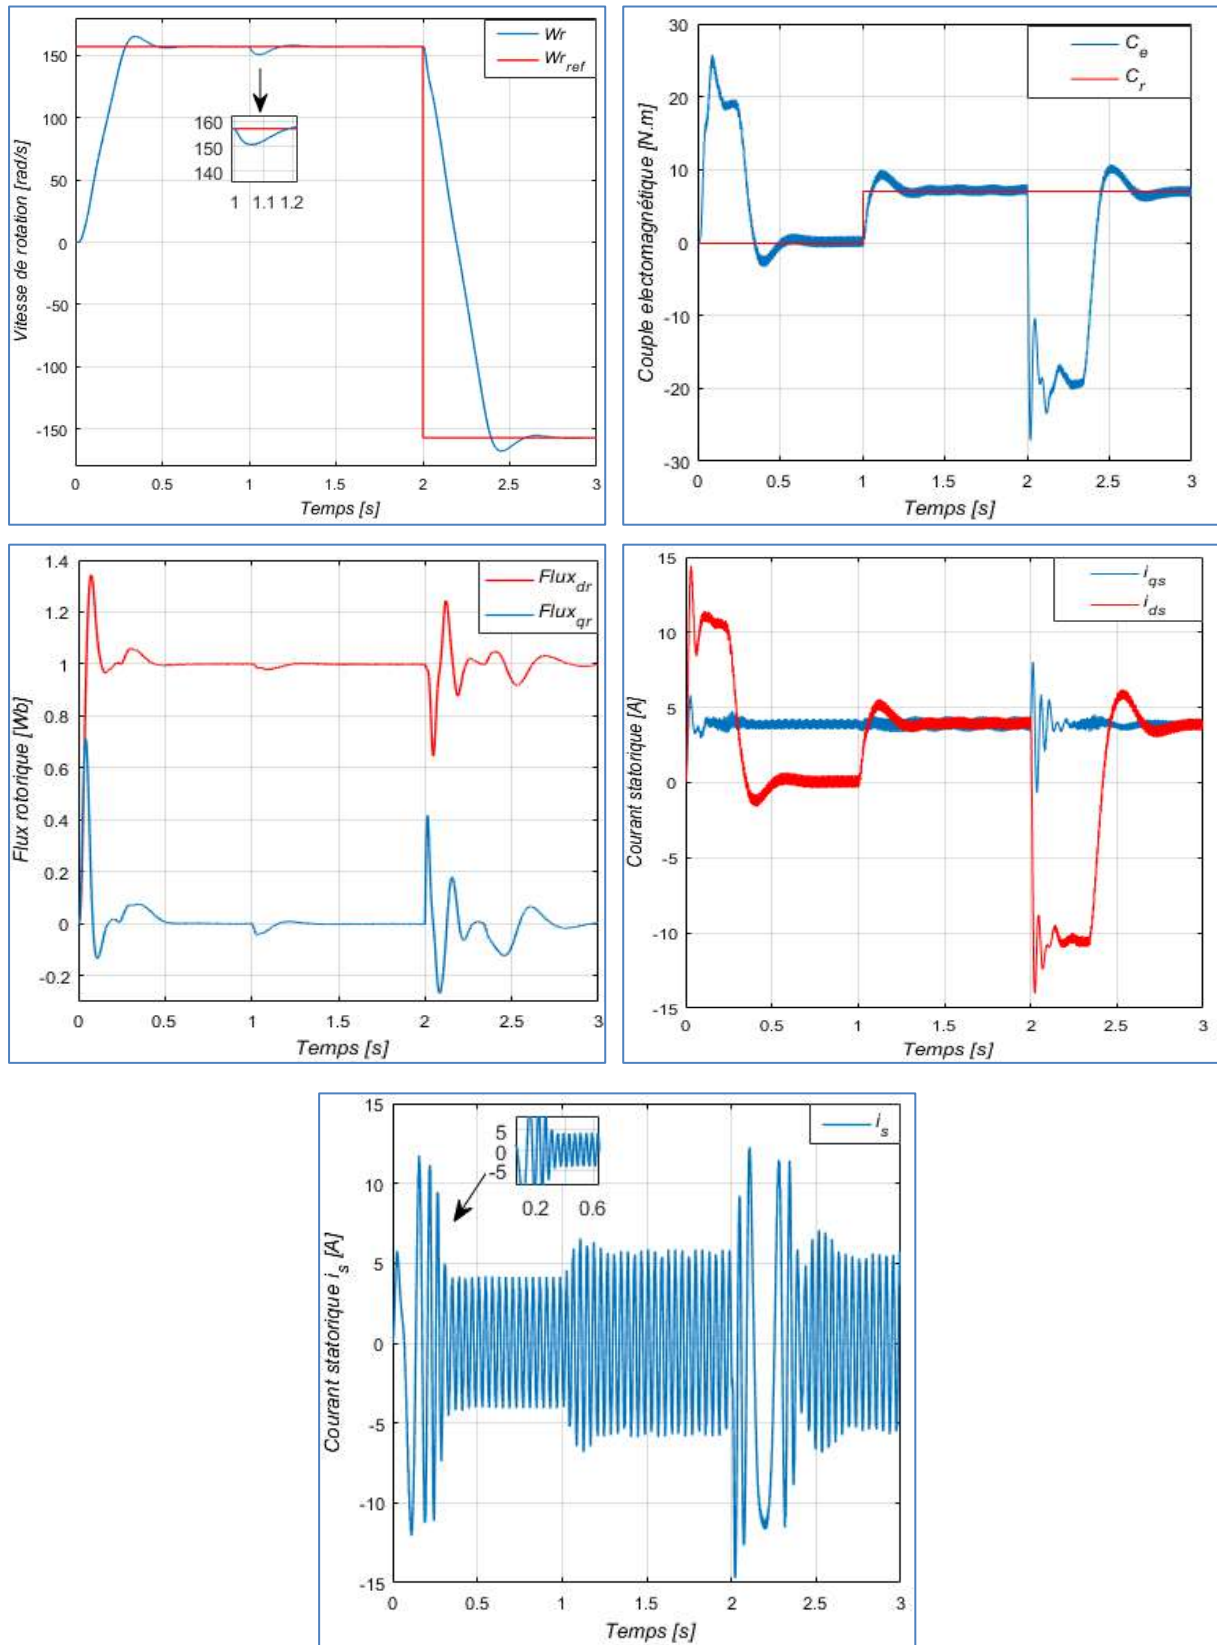 Wr
Wr_ref
150
100
50
0
-50
-100
-150
160
150
140
1 1.1 1.2
0 0.5 1 1.5 2 2.5 3
Vitesse de rotation [rad/s]
Temps [s]
C_e
C_r
30
20
10
0
-10
-20
-30
0 0.5 1 1.5 2 2.5 3
Couple electomagnétique [N.m]
Temps [s]
Flux_dr
Flux_qr
1.4
1.2
1
0.8
0.6
0.4
0.2
0
-0.2
0 0.5 1 1.5 2 2.5 3
Flux rotorique [Wb]
Temps [s]
i_qs
i_ds
15
10
5
0
-5
-10
-15
0 0.5 1 1.5 2 2.5 3
Courant statorique [A]
Temps [s]
i_s
15
10
5
0
-5
-10
-15
5
0
-5
0.2 0.6
0 0.5 1 1.5 2 2.5 3
Courant statorique i_s [A]
Temps [s]